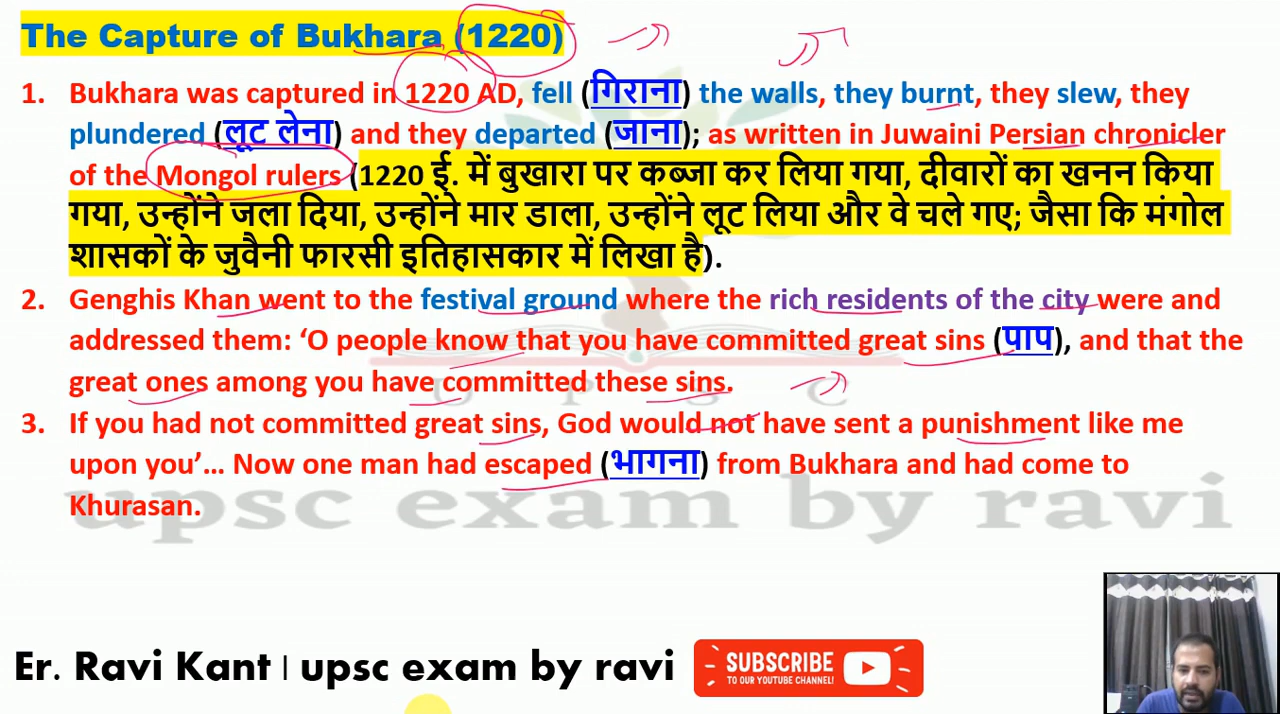 The Capture of Bukhara (1220)
1. Bukhara was captured in 1220 AD, fell (गिराना) the walls, they burnt, they slew, they
plundered (लूट लेना) and they departed (जाना); as written in Juwaini Persian chronicler
of the Mongol rulers (1220 ई. में बुखारा पर कब्जा कर लिया गया, दीवारों का खनन किया
गया, उन्होंने जला दिया, उन्होंने मार डाला, उन्होंने लूट लिया और वे चले गए; जैसा कि मंगोल
शासकों के जुवैनी फारसी इतिहासकार में लिखा है).
2. Genghis Khan went to the festival ground where the rich residents of the city were and
addressed them: ‘O people know that you have committed great sins (पाप), and that the
great ones among you have committed these sins.
U P S C
3. If you had not committed great sins, God would not have sent a punishment like me
upon you’... Now one man had escaped (भागना) from Bukhara and had come to
Khurasan.
upsc exam by ravi
Er. Ravi Kant | upsc exam by ravi
SUBSCRIBE
TO OUR YOUTUBE CHANNEL!